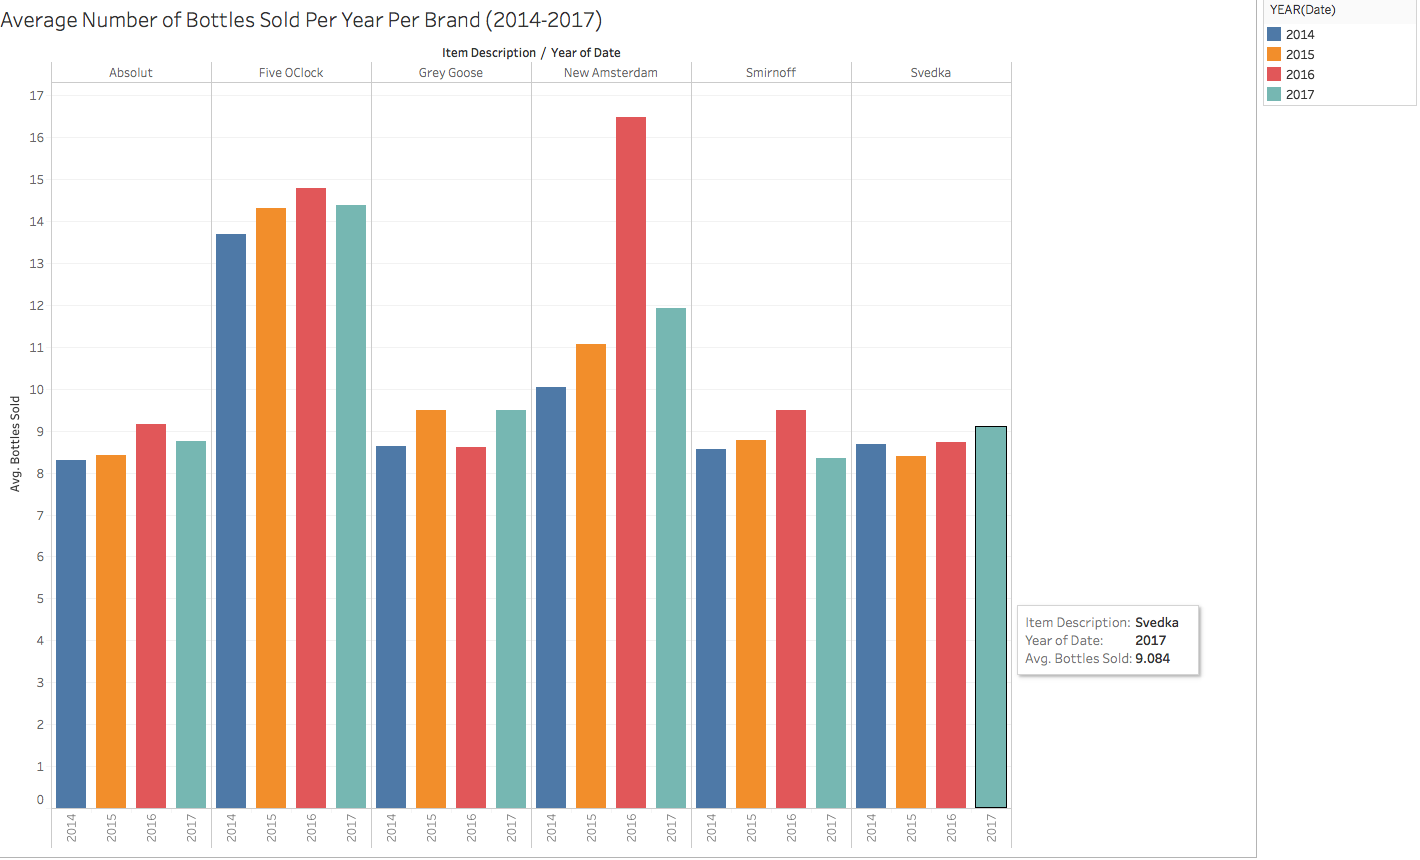 Average Number of Bottles Sold Per Year Per Brand (2014-2017)
Item Description / Year of Date
Absolut Five OClock Grey Goose New Amsterdam Smirnoff Svedka
17
16
15
14
13
12
11
10
9
8
7
6
5
4
3
2
1
0
Avg. Bottles Sold
2014 2015 2016 2017 2014 2015 2016 2017 2014 2015 2016 2017 2014 2015 2016 2017 2014 2015 2016 2017 2014 2015 2016 2017
Item Description: Svedka
Year of Date: 2017
Avg. Bottles Sold: 9.084
YEAR(Date)
2014
2015
2016
2017